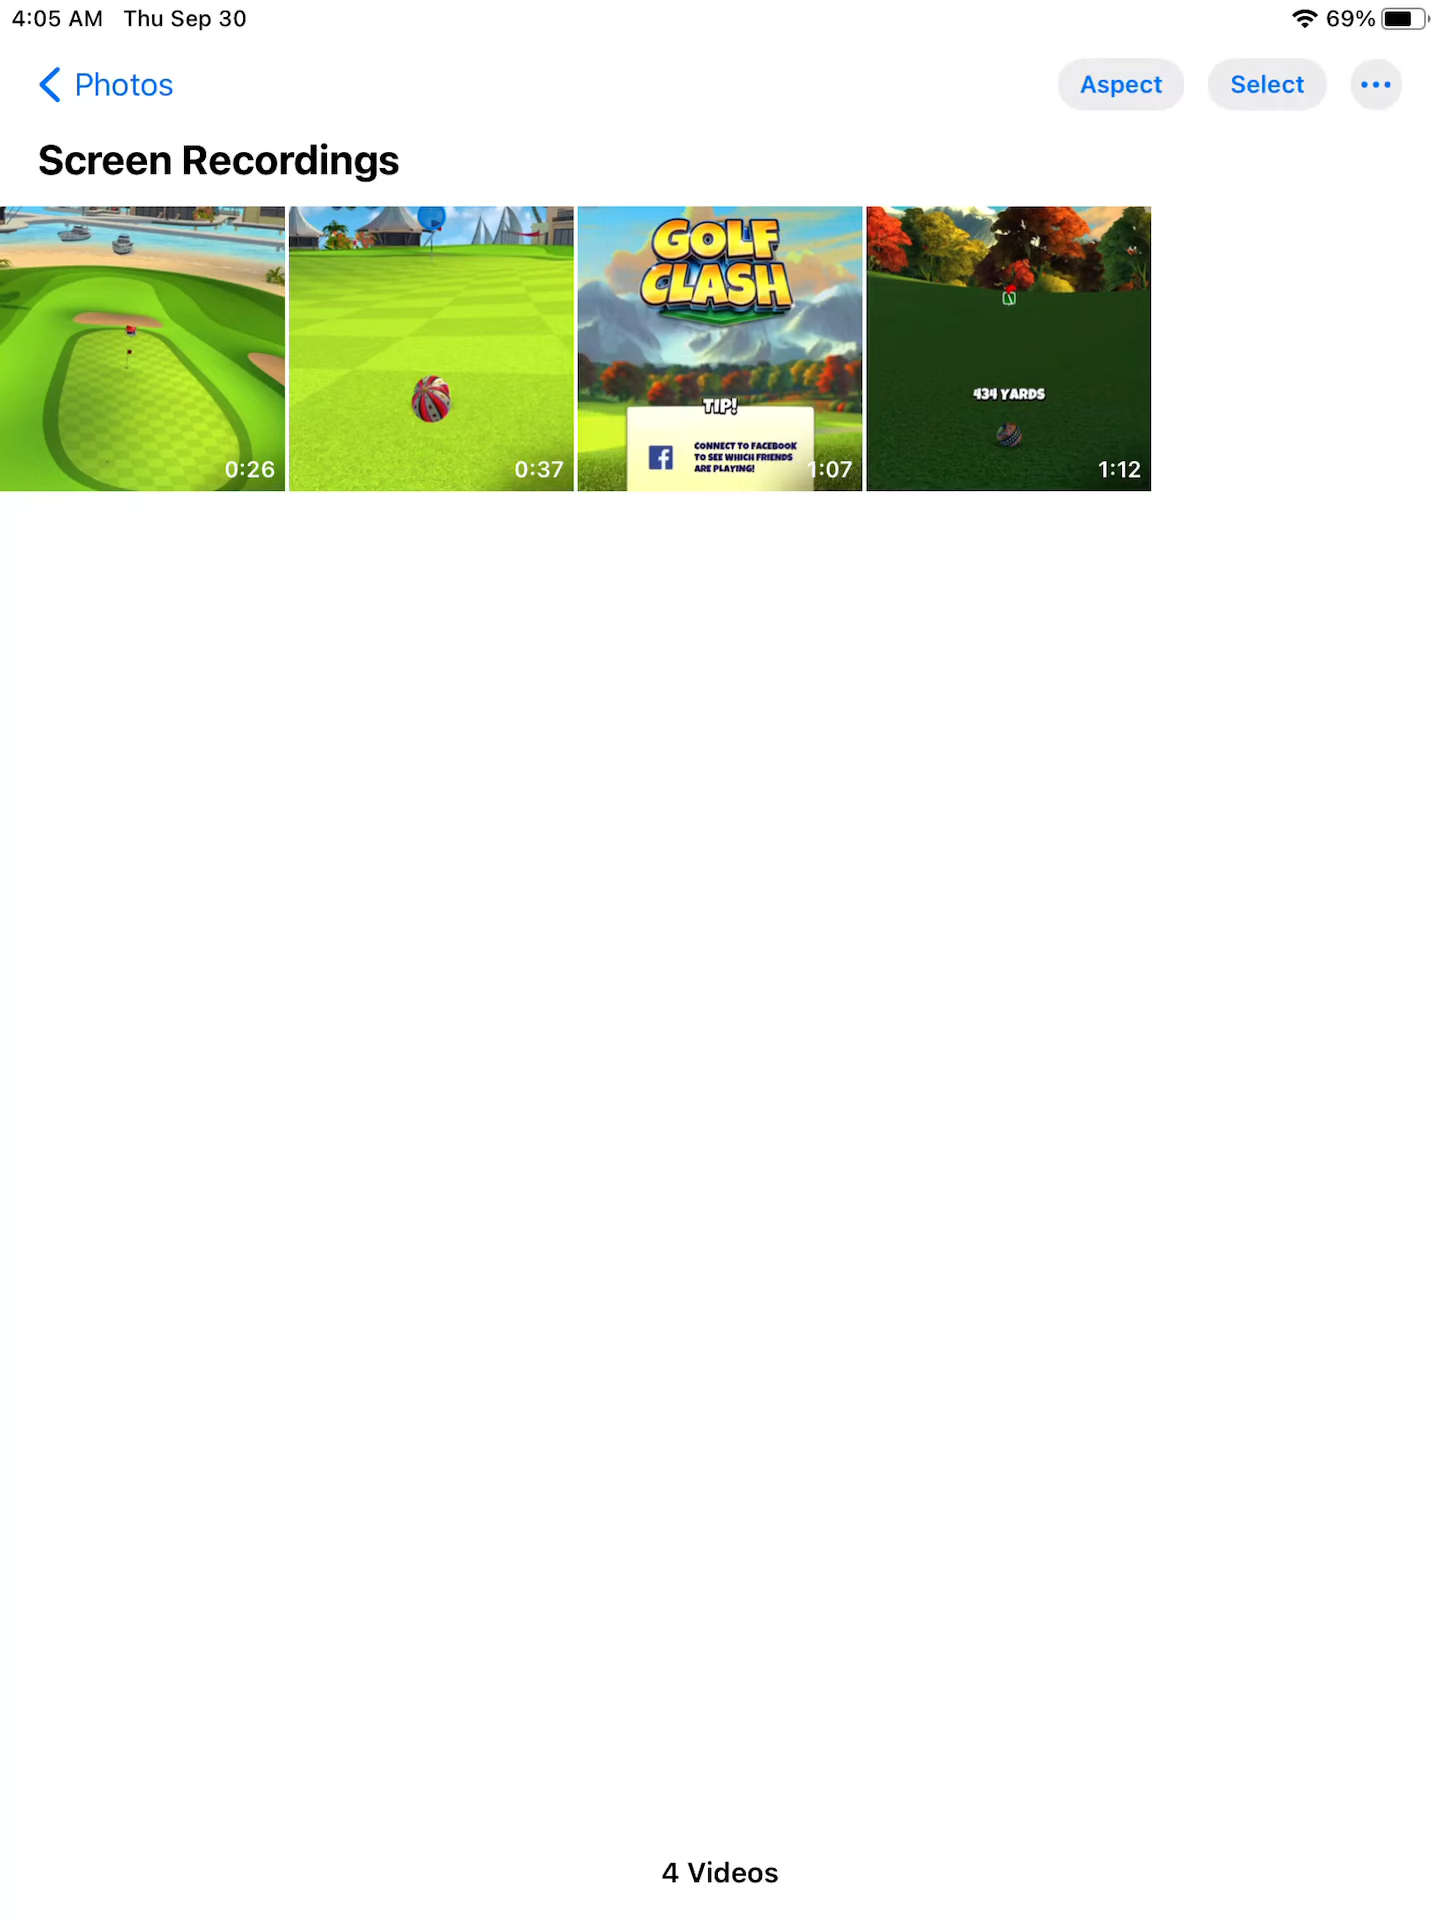 4:05 AM Thu Sep 30
69%
Photos
Aspect
Select
Screen Recordings
0:26
0:37
GOLF
CLASH
TIP!
CONNECT TO FACEBOOK
TO SEE WHICH FRIENDS
ARE PLAYING!
1:07
434 YARDS
1:12
4 Videos